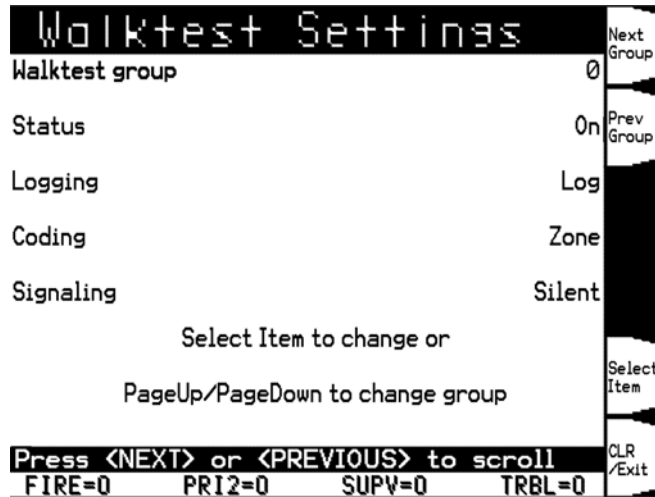 Walktest Settings
Walktest group 0
Status On
Logging Log
Coding Zone
Signaling Silent
Select Item to change or
PageUp/PageDown to change group
Press <NEXT> or <PREVIOUS> to scroll
FIRE=0 PRI2=0 SUPV=0 TRBL=0
Next
Group
Prev
Group
Select
Item
CLR
/Exit